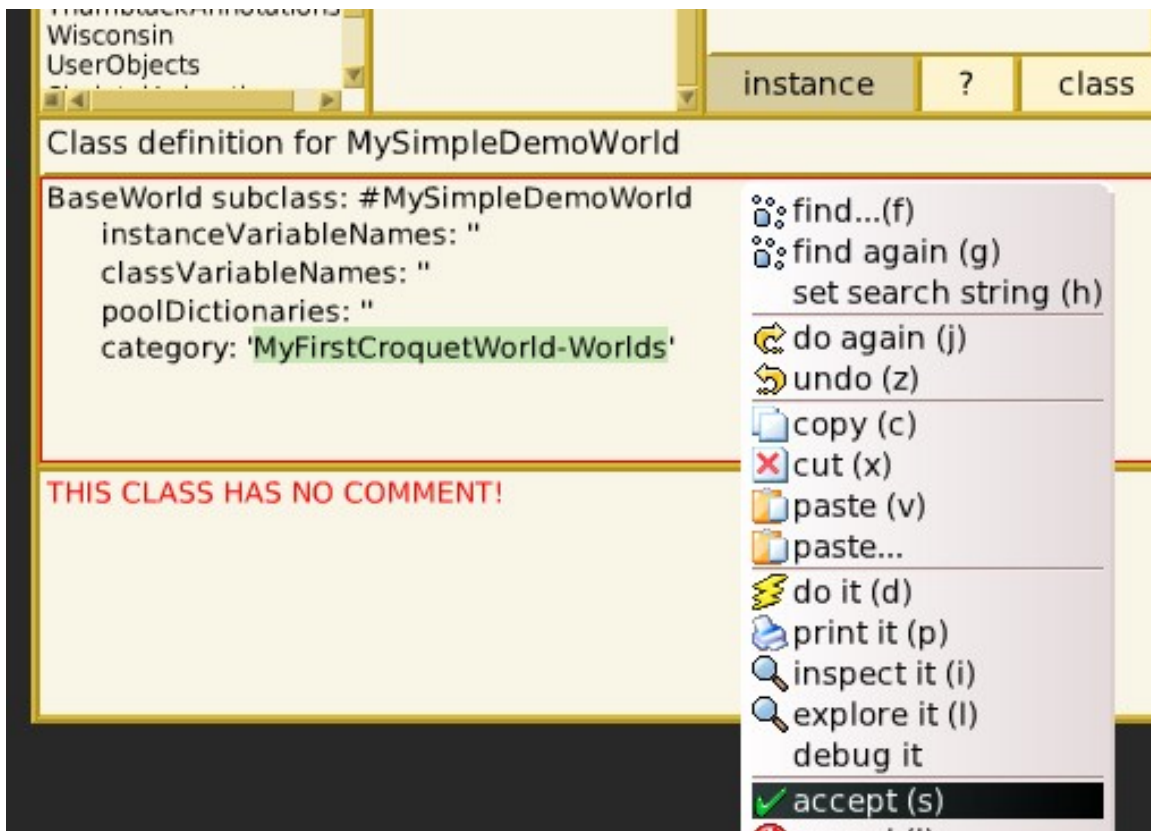 Wisconsin
UserObjects
instance ? class
Class definition for MySimpleDemoWorld
BaseWorld subclass: #MySimpleDemoWorld
instanceVariableNames: ''
classVariableNames: ''
poolDictionaries: ''
category: 'MyFirstCroquetWorld-Worlds'
THIS CLASS HAS NO COMMENT!
find...(f)
find again (g)
set search string (h)
do again (j)
undo (z)
copy (c)
cut (x)
paste (v)
paste...
do it (d)
print it (p)
inspect it (i)
explore it (I)
debug it
accept (s)